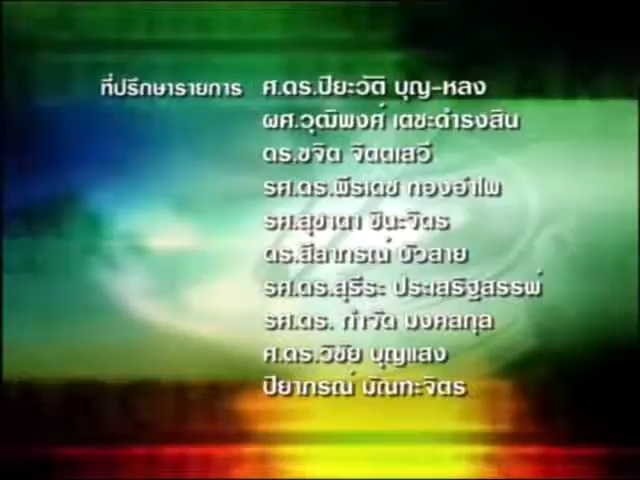 ที่ปรึกษารายการ ศ.ดร.ปิยะวัติ บุญ-หลง
ผศ.วุฒิพงศ์ เตชะดำรงสิน
ดร.ขจิต จิตตเสวี
รศ.ดร.พีรเดช ทองอำไพ
รศ.สุชาตา ชินะจิตร
ดร.สีลาภรณ์ บัวสาย
รศ.ดร.สุธีระ ประเสริฐสรรพ์
รศ.ดร. กำจัด มงคลกุล
ศ.ดร.วิชัย บุญแสง
ปิยาภรณ์ มัณฑะจิตร